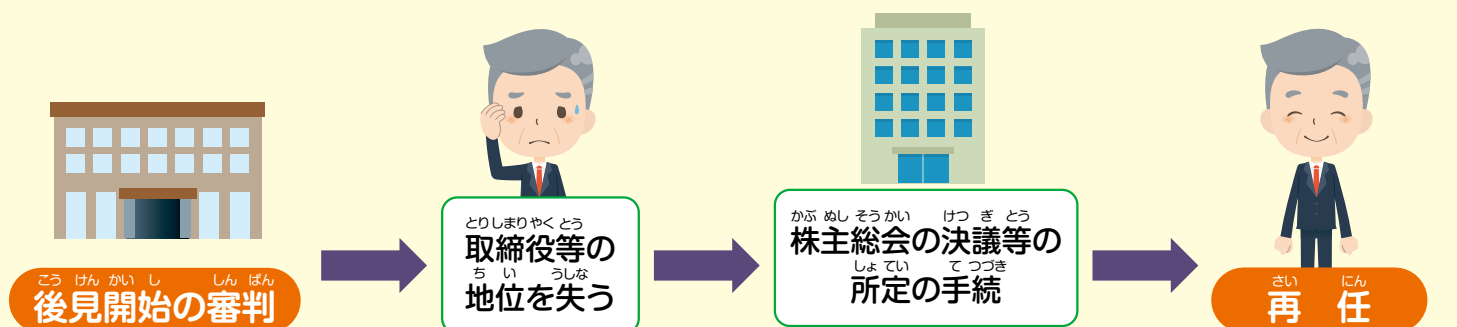 こうけんかいし しんぱん
後見開始の審判
とりしまりやくとう
取締役等の
ちい うしな
地位を失う
かぶぬしそうかい けつぎとう
株主総会の決議等の
しょてい てつづき
所定の手続
さいにん
再任